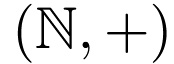 (ℕ, +)